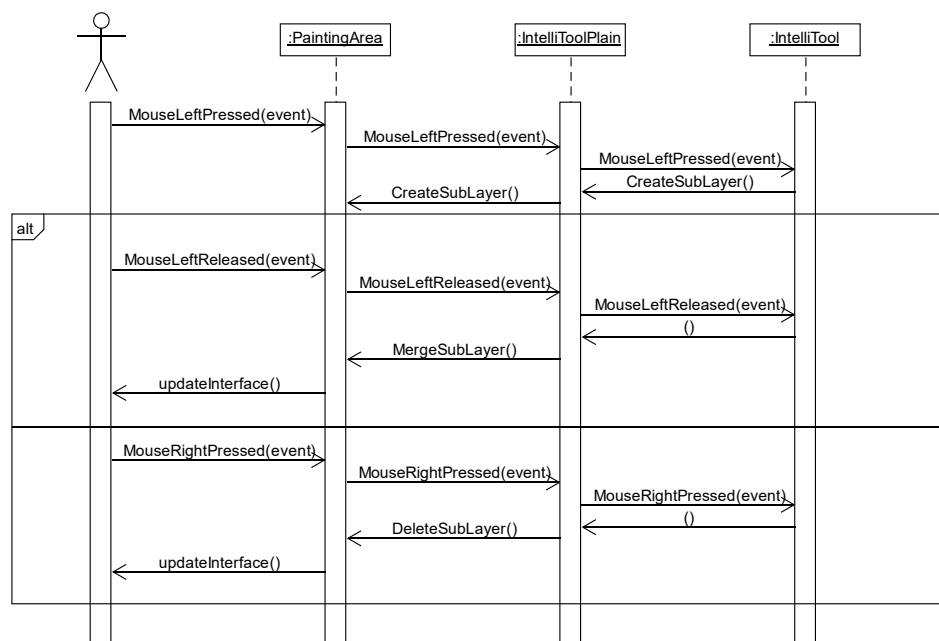 :PaintingArea
:IntelliToolPlain
:IntelliTool
MouseLeftPressed(event)
MouseLeftPressed(event)
MouseLeftPressed(event)
CreateSubLayer()
CreateSubLayer()
alt
MouseLeftReleased(event)
MouseLeftReleased(event)
MouseLeftReleased(event)
()
MergeSubLayer()
updateInterface()
MouseRightPressed(event)
MouseRightPressed(event)
MouseRightPressed(event)
()
DeleteSubLayer()
updateInterface()